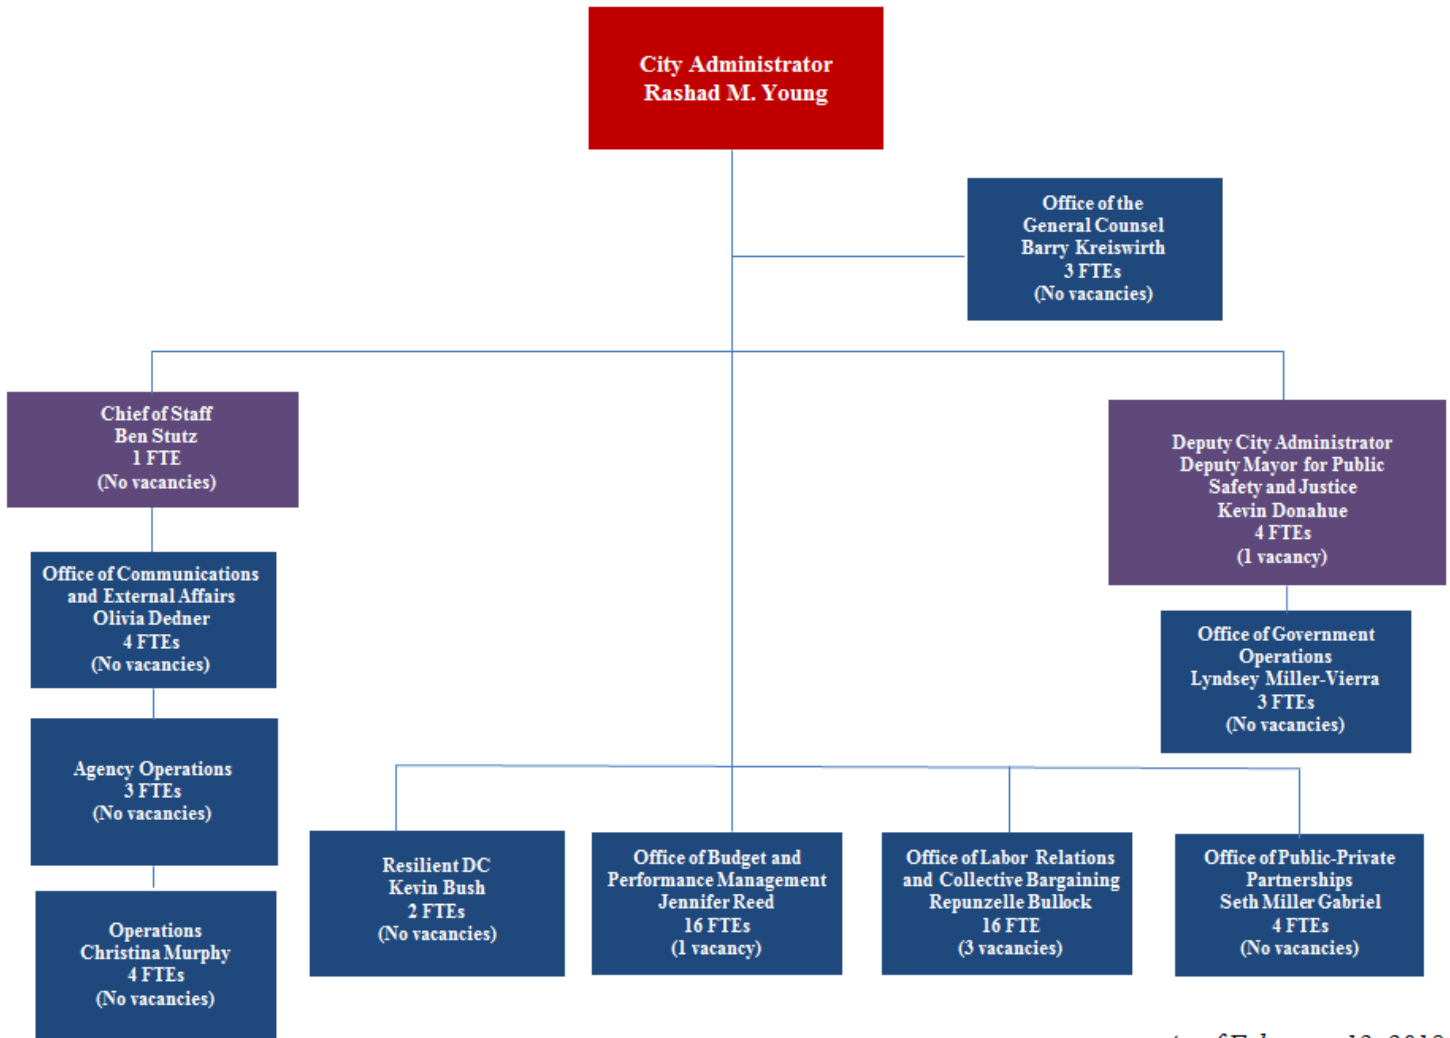 City Administrator
Rashad M. Young
Office of the
General Counsel
Barry Kreiswirth
3 FTEs
(No vacancies)
Chief of Staff
Ben Stutz
1 FTE
(No vacancies)
Deputy City Administrator
Deputy Mayor for Public
Safety and Justice
Kevin Donahue
4 FTEs
(1 vacancy)
Office of Communications
and External Affairs
Olivia Dedner
4 FTEs
(No vacancies)
Office of Government
Operations
Lyndsey Miller-Vierra
3 FTEs
(No vacancies)
Agency Operations
3 FTEs
(No vacancies)
Operations
Christina Murphy
4 FTEs
(No vacancies)
Resilient DC
Kevin Bush
2 FTEs
(No vacancies)
Office of Budget and
Performance Management
Jennifer Reed
16 FTEs
(1 vacancy)
Office of Labor Relations
and Collective Bargaining
Repunzelle Bullock
16 FTE
(3 vacancies)
Office of Public-Private
Partnerships
Seth Miller Gabriel
4 FTEs
(No vacancies)